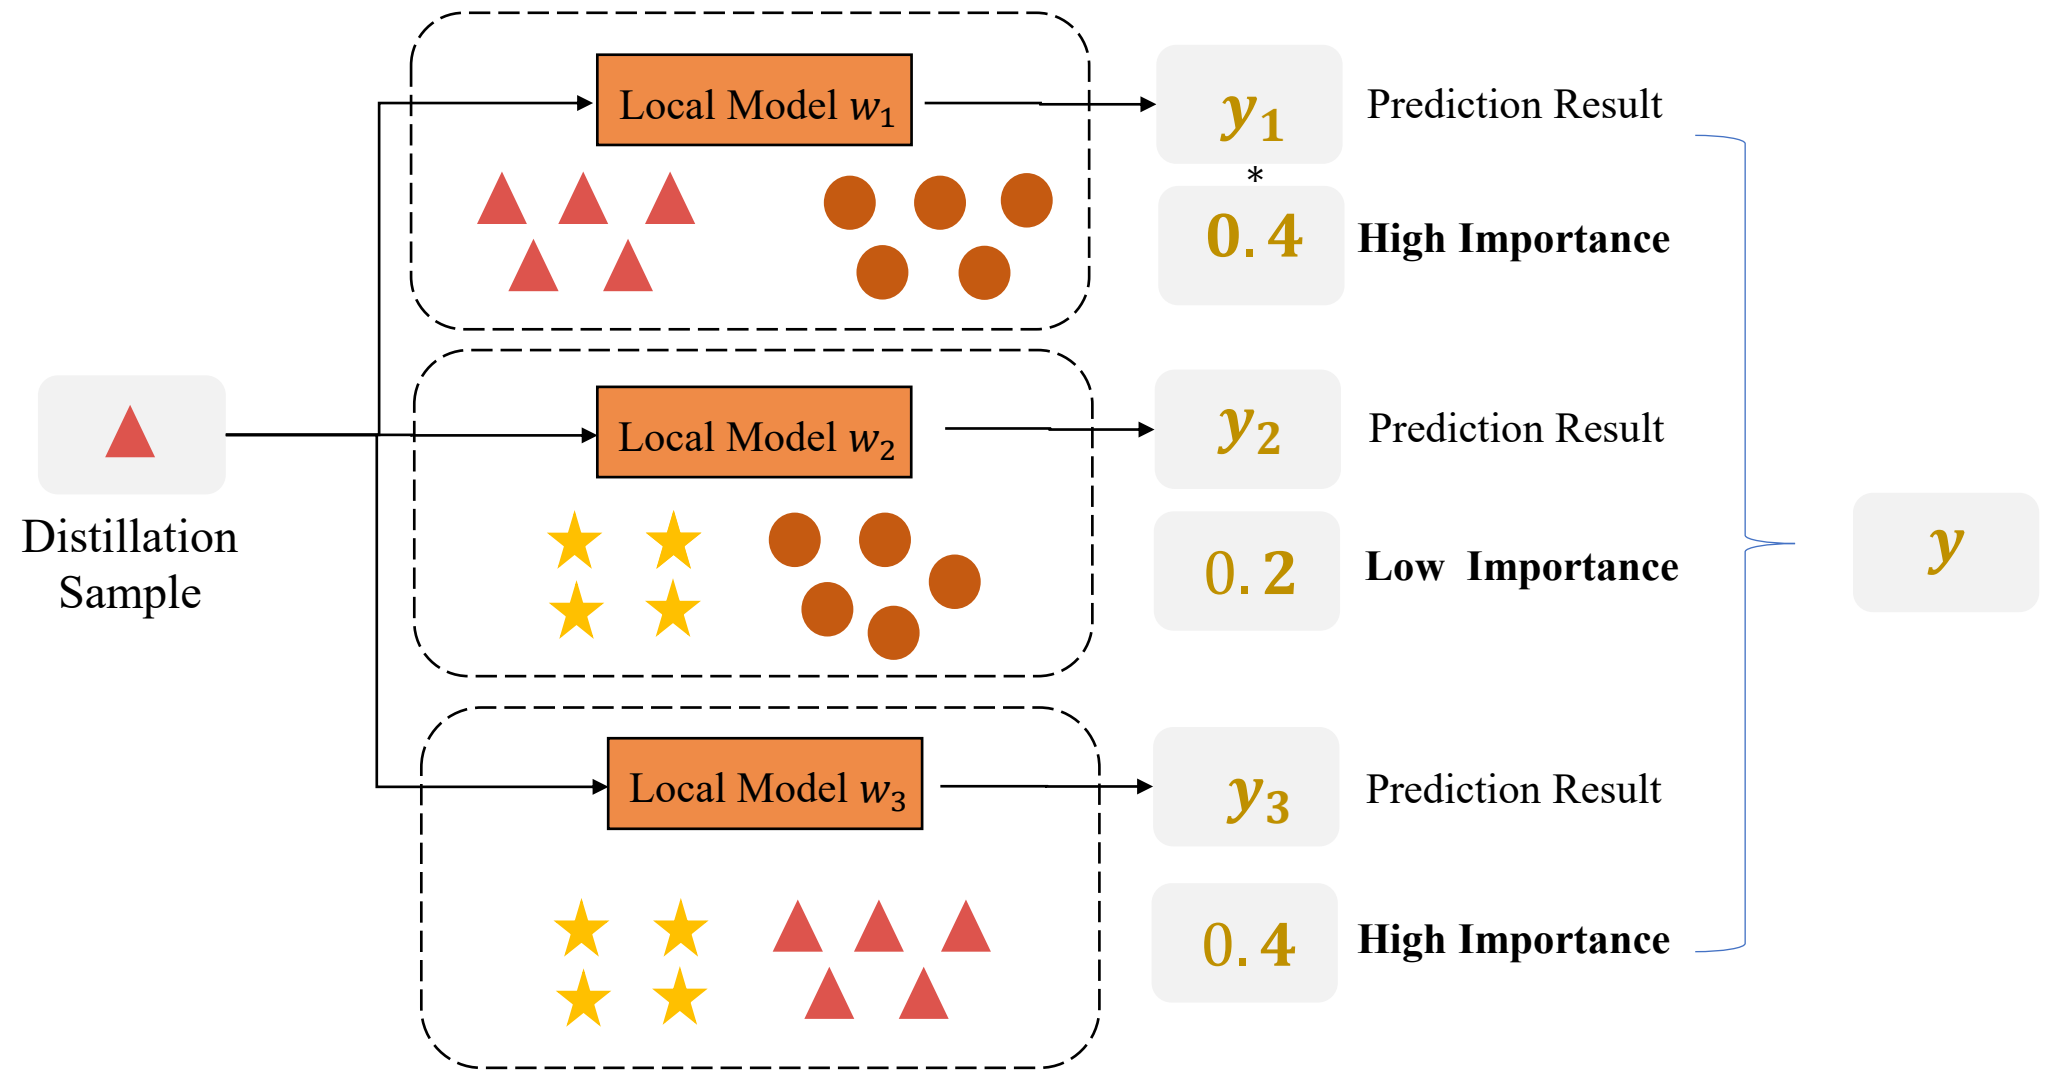 Distillation
Sample
Local Model w₁
y₁
Prediction Result
*
0.4
High Importance
Local Model w₂
y₂
Prediction Result
0.2
Low Importance
Local Model w₃
y₃
Prediction Result
0.4
High Importance
y